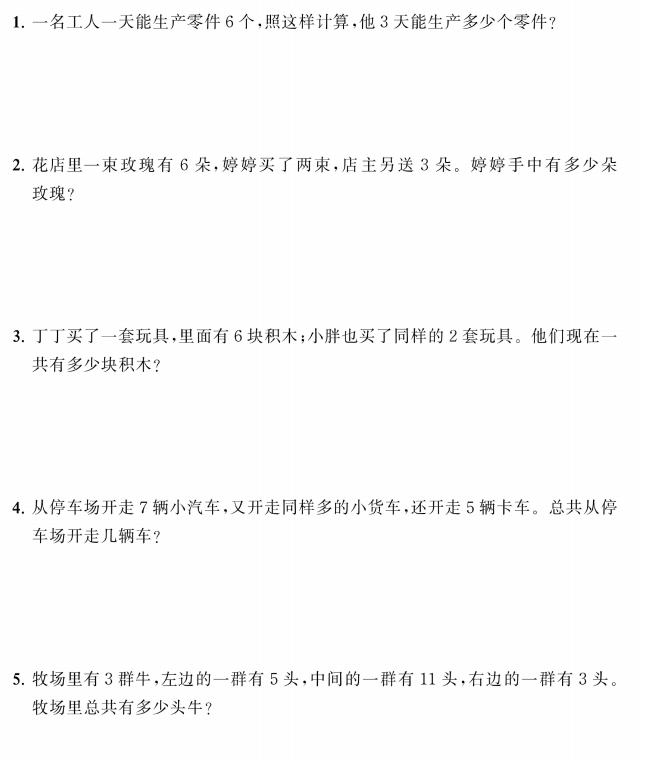 1. 一名工人一天能生产零件 6 个,照这样计算,他 3 天能生产多少个零件?
2. 花店里一束玫瑰有 6 朵,婷婷买了两束,店主另送 3 朵。婷婷手中有多少朵
玫瑰?
3. 丁丁买了一套玩具,里面有 6 块积木;小胖也买了同样的 2 套玩具。他们现在一
共有多少块积木?
4. 从停车场开走 7 辆小汽车,又开走同样多的小货车,还开走 5 辆卡车。总共从停
车场开走几辆车?
5. 牧场里有 3 群牛,左边的一群有 5 头,中间的一群有 11 头,右边的一群有 3 头。
牧场里总共有多少头牛?